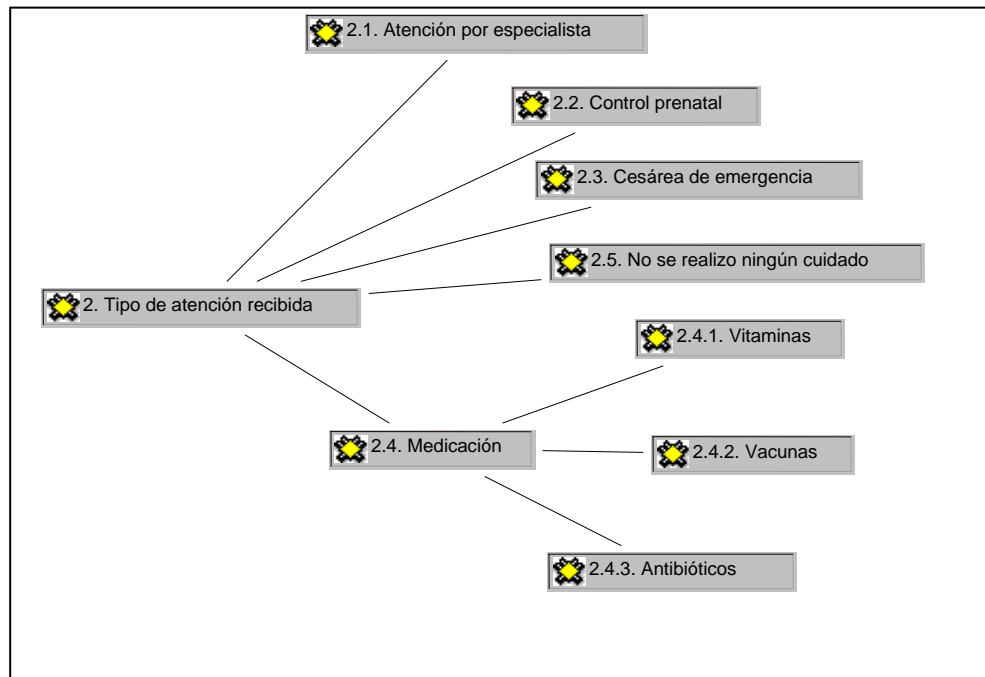 2.1. Atención por especialista
2.2. Control prenatal
2.3. Cesárea de emergencia
2.5. No se realizo ningún cuidado
2. Tipo de atención recibida
2.4.1. Vitaminas
2.4. Medicación
2.4.2. Vacunas
2.4.3. Antibióticos